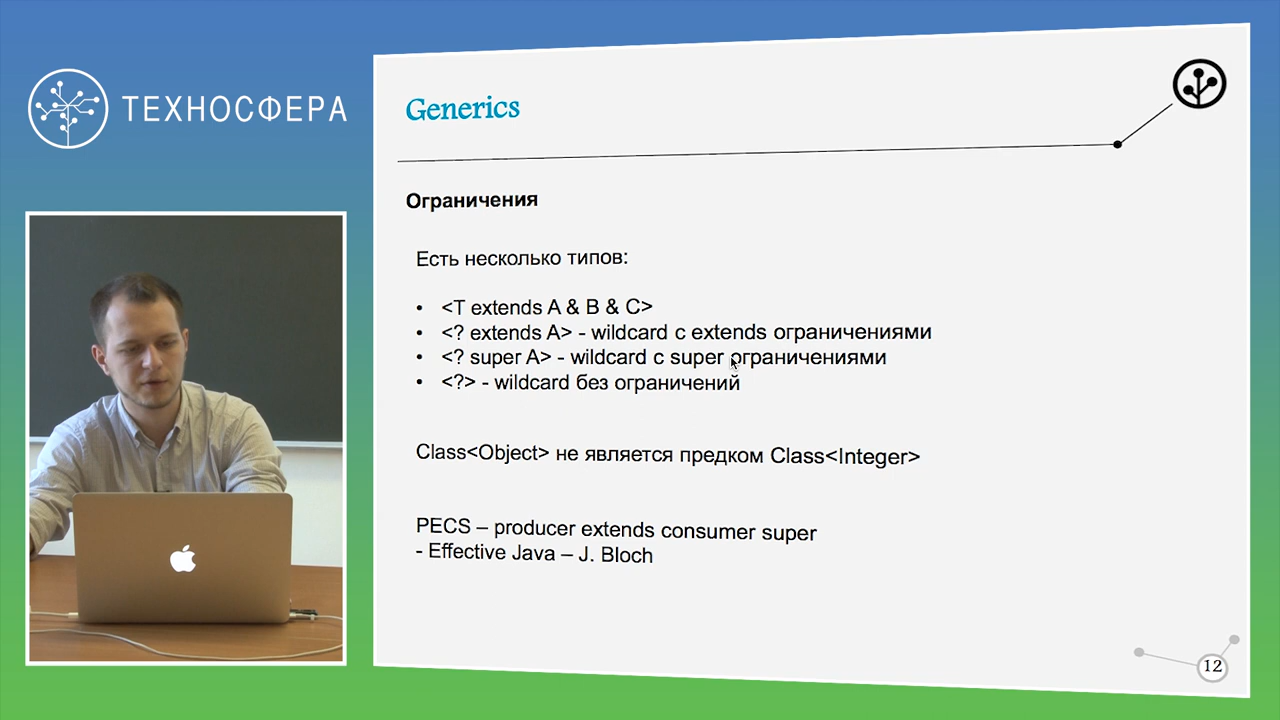 ТЕХНОСФЕРА
Generics
Ограничения
Есть несколько типов:
• <T extends A & B & C>
• <? extends A> - wildcard с extends ограничениями
• <? super A> - wildcard с super ограничениями
• <?> - wildcard без ограничений
Class<Object> не является предком Class<Integer>
PECS – producer extends consumer super
- Effective Java – J. Bloch
12